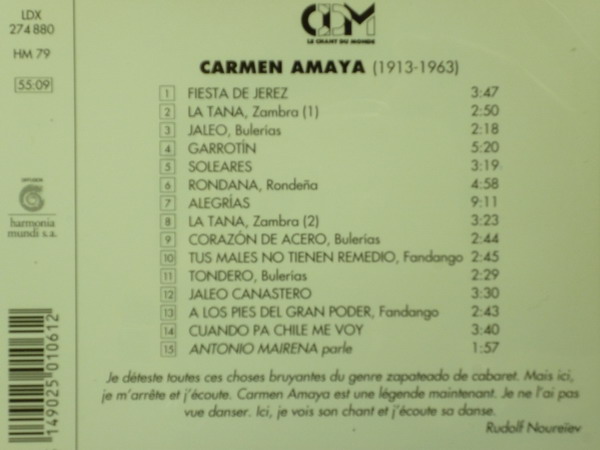 LDX
274 880
HM 79
55:09
CDM
LE CHANT DU MONDE
CARMEN AMAYA (1913-1963)
1 FIESTA DE JEREZ 3:47
2 LA TANA, Zambra (1) 2:50
3 JALEO, Bulerías 2:18
4 GARROTÍN 5:20
5 SOLEARES 3:19
6 RONDANA, Rondeña 4:58
7 ALEGRÍAS 9:11
8 LA TANA, Zambra (2) 3:23
9 CORAZÓN DE ACERO, Bulerías 2:44
10 TUS MALES NO TIENEN REMEDIO, Fandango 2:45
11 TONDERO, Bulerías 2:29
12 JALEO CANASTERO 3:30
13 A LOS PIES DEL GRAN PODER, Fandango 2:43
14 CUANDO PA CHILE ME VOY 3:40
15 ANTONIO MAIRENA parle 1:57
harmonia
mundi s.a.
149025 010612
Je déteste toutes ces choses bruyantes du genre zapateado de cabaret. Mais ici,
je m'arrête et j'écoute. Carmen Amaya est une légende maintenant. Je ne l'ai pas
vue danser. Ici, je vois son chant et j'écoute sa danse.
Rudolf Noureïev